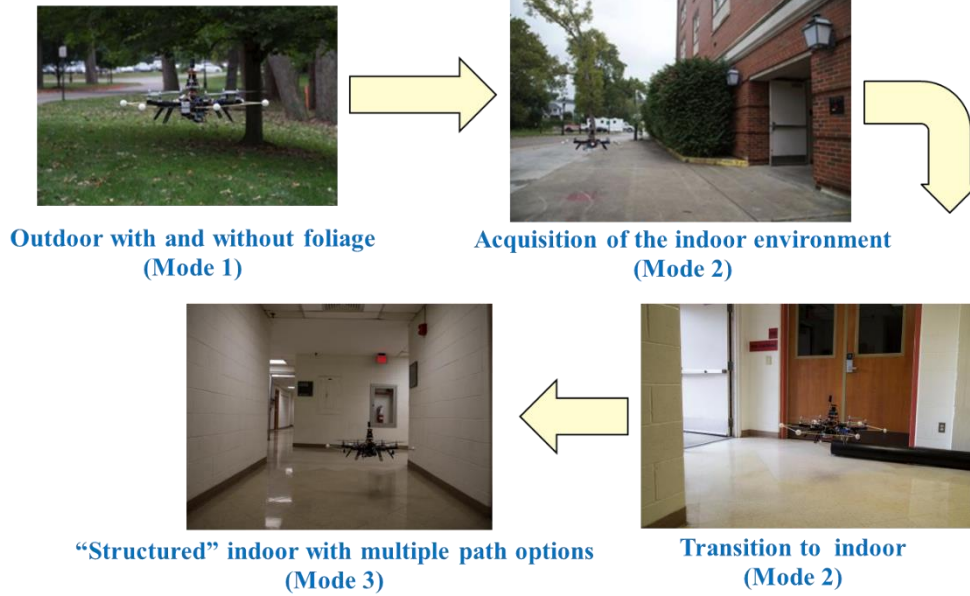 Outdoor with and without foliage
(Mode 1)
Acquisition of the indoor environment
(Mode 2)
Transition to indoor
(Mode 2)
“Structured” indoor with multiple path options
(Mode 3)